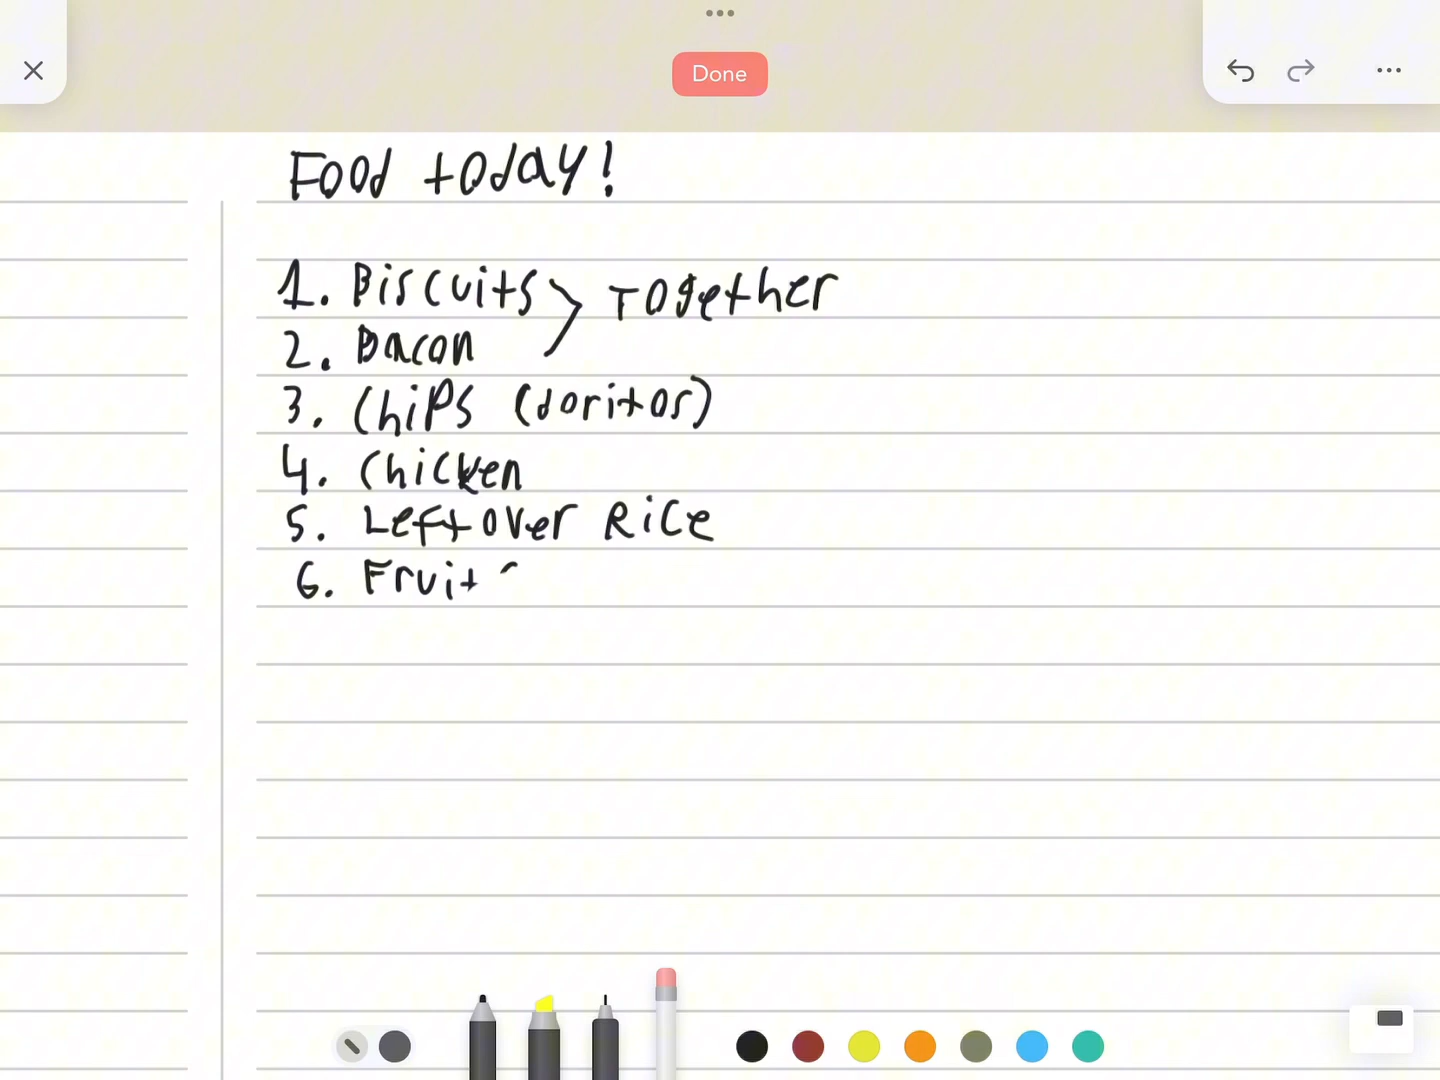 Done
Food today!
1. Biscuits > Together
2. Bacon
3. Chips (doritos)
4. Chicken
5. Leftover Rice
6. Fruit